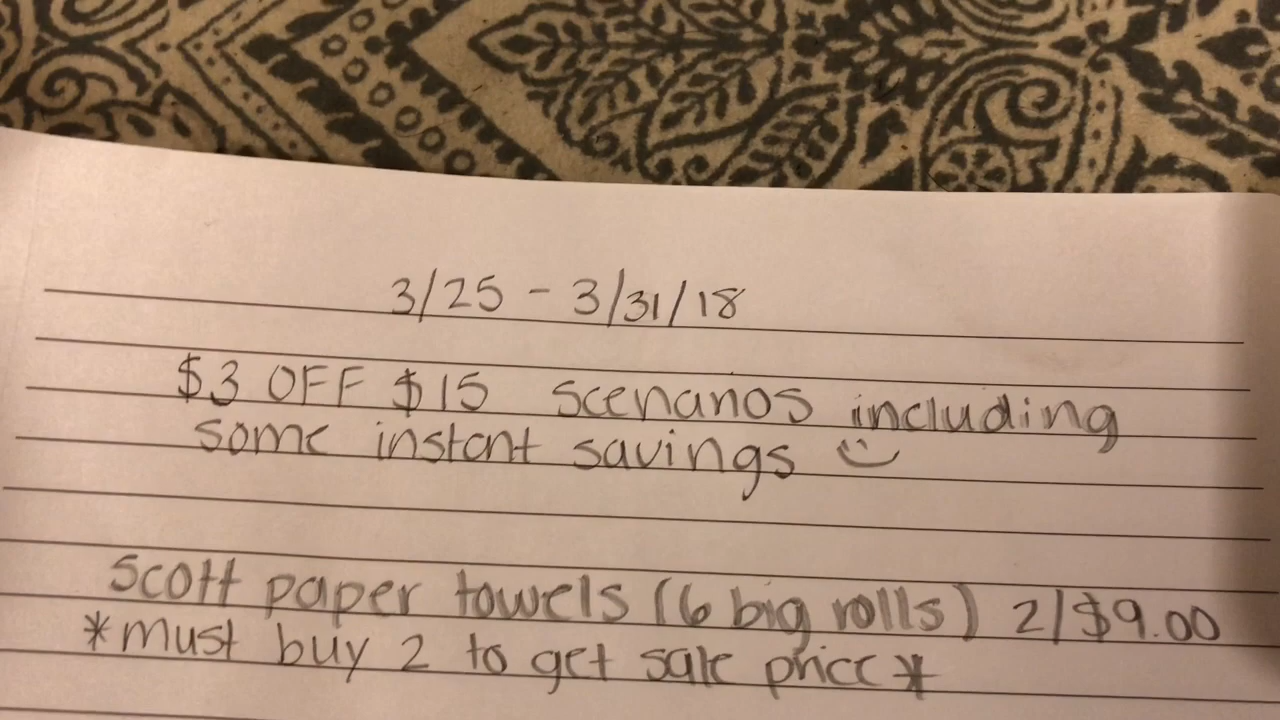 3/25 - 3/31/18
$3 OFF $15 scenarios including
some instant savings
Scott paper towels (6 big rolls) 2/$9.00
*must buy 2 to get sale price*